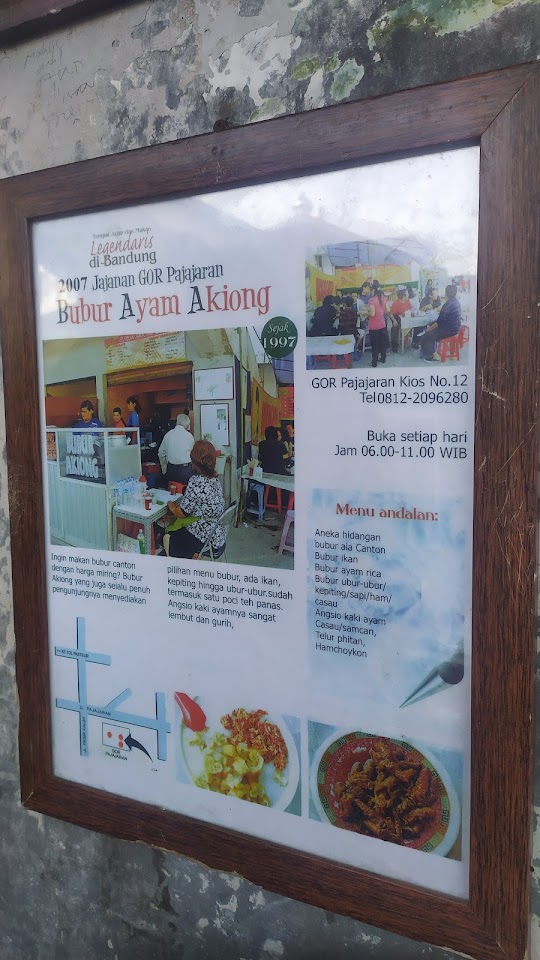 Legendaris
di-Bandung
2007 Jajanan GOR Pajajaran
Bubur Ayam Akiong
Sejak
1997
BUBUR
AKIONG
GOR Pajajaran Kios No.12
Tel0812-2096280
Buka setiap hari
Jam 06.00-11.00 WIB
Menu andalan:
Aneka hidangan
bubur ala Canton
Bubur ikan
Bubur ayam rica
Bubur ubur-ubur/
kepiting/sapi/ham/
casau
Angsio kaki ayam
Casau/samcan,
Telur phitan,
Hamchoykon
Ingin makan bubur canton
dengan harga miring? Bubur
Akiong yang juga selalu penuh
pengunjungnya menyediakan
pilihan menu bubur, ada ikan,
kepiting hingga ubur-ubur.sudah
termasuk satu poci teh panas.
Angsio kaki ayamnya sangat
lembut dan gurih,
KE TOL PASTEUR
JL. PAJAJARAN
GOR
PAJAJARAN